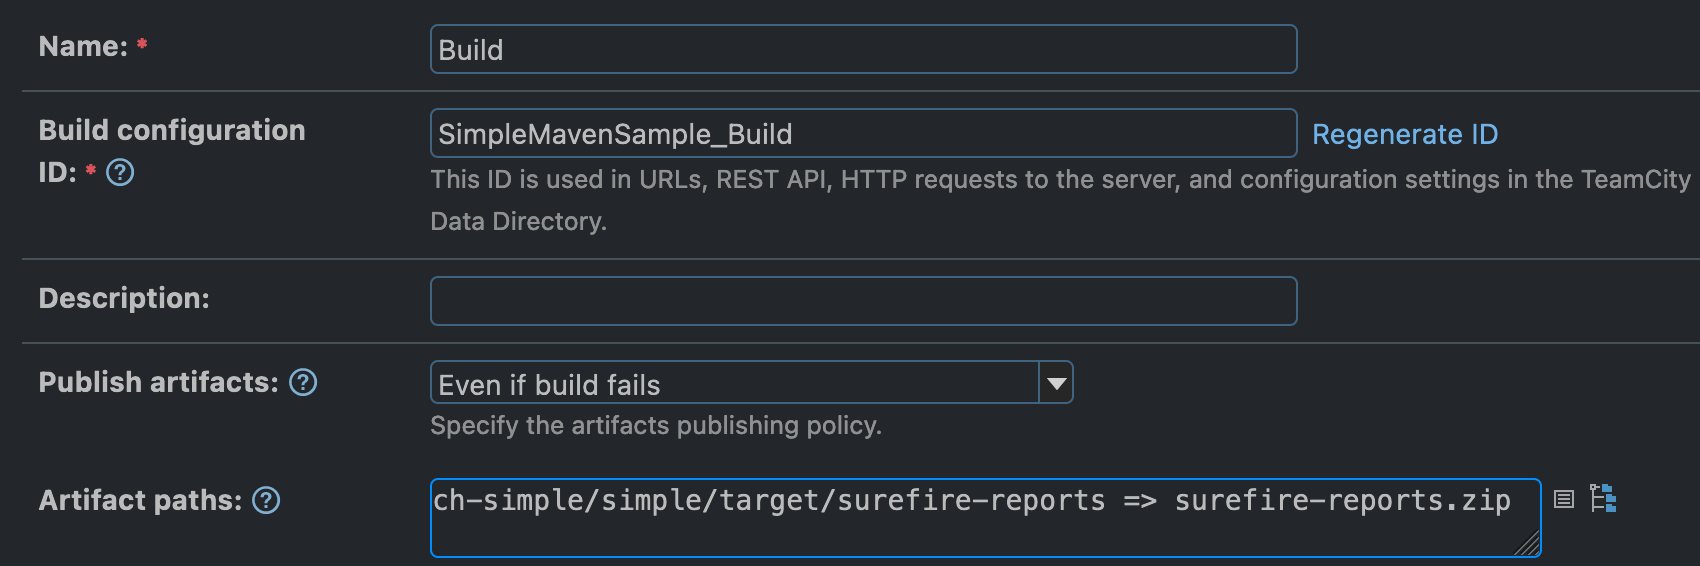 Name: *
Build
Build configuration
ID: * ?
SimpleMavenSample_Build
Regenerate ID
This ID is used in URLs, REST API, HTTP requests to the server, and configuration settings in the TeamCity
Data Directory.
Description:
Publish artifacts: ?
Even if build fails
Specify the artifacts publishing policy.
Artifact paths: ?
ch-simple/simple/target/surefire-reports => surefire-reports.zip